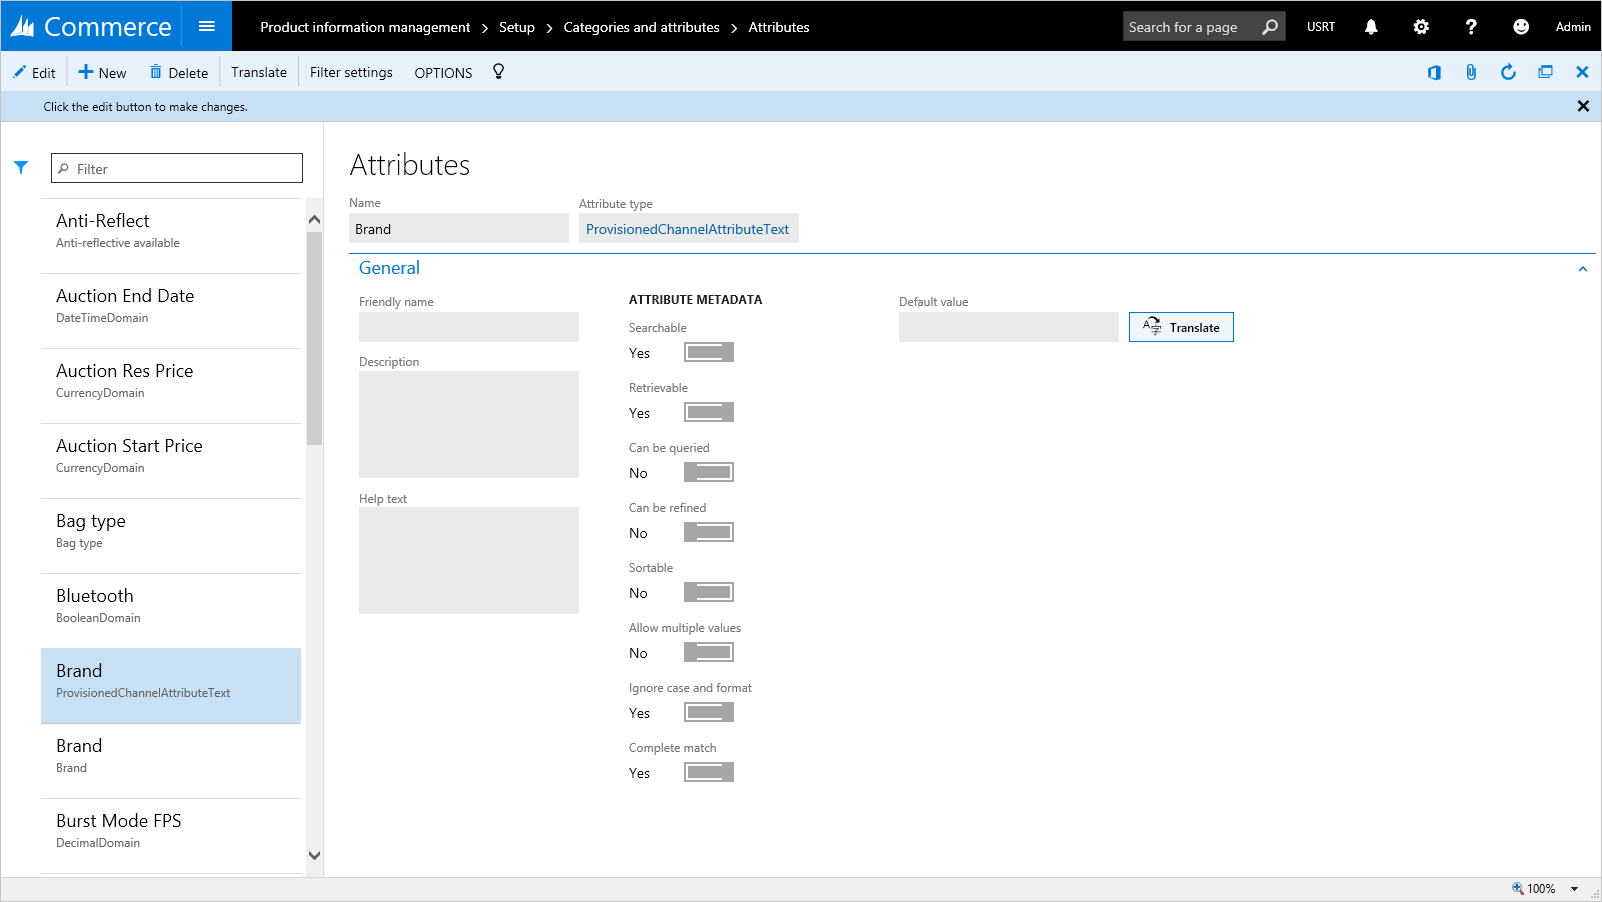 Commerce
Product information management > Setup > Categories and attributes > Attributes
Search for a page
USRT
Admin
Edit
New
Delete
Translate
Filter settings
OPTIONS
Click the edit button to make changes.
Filter
Anti-Reflect
Anti-reflective available
Auction End Date
DateTimeDomain
Auction Res Price
CurrencyDomain
Auction Start Price
CurrencyDomain
Bag type
Bag type
Bluetooth
BooleanDomain
Brand
ProvisionedChannelAttributeText
Brand
Brand
Burst Mode FPS
DecimalDomain
Attributes
Name
Brand
Attribute type
ProvisionedChannelAttributeText
General
Friendly name
Description
Help text
ATTRIBUTE METADATA
Searchable
Yes
Retrievable
Yes
Can be queried
No
Can be refined
No
Sortable
No
Allow multiple values
No
Ignore case and format
Yes
Complete match
Yes
Default value
A字 Translate
100%